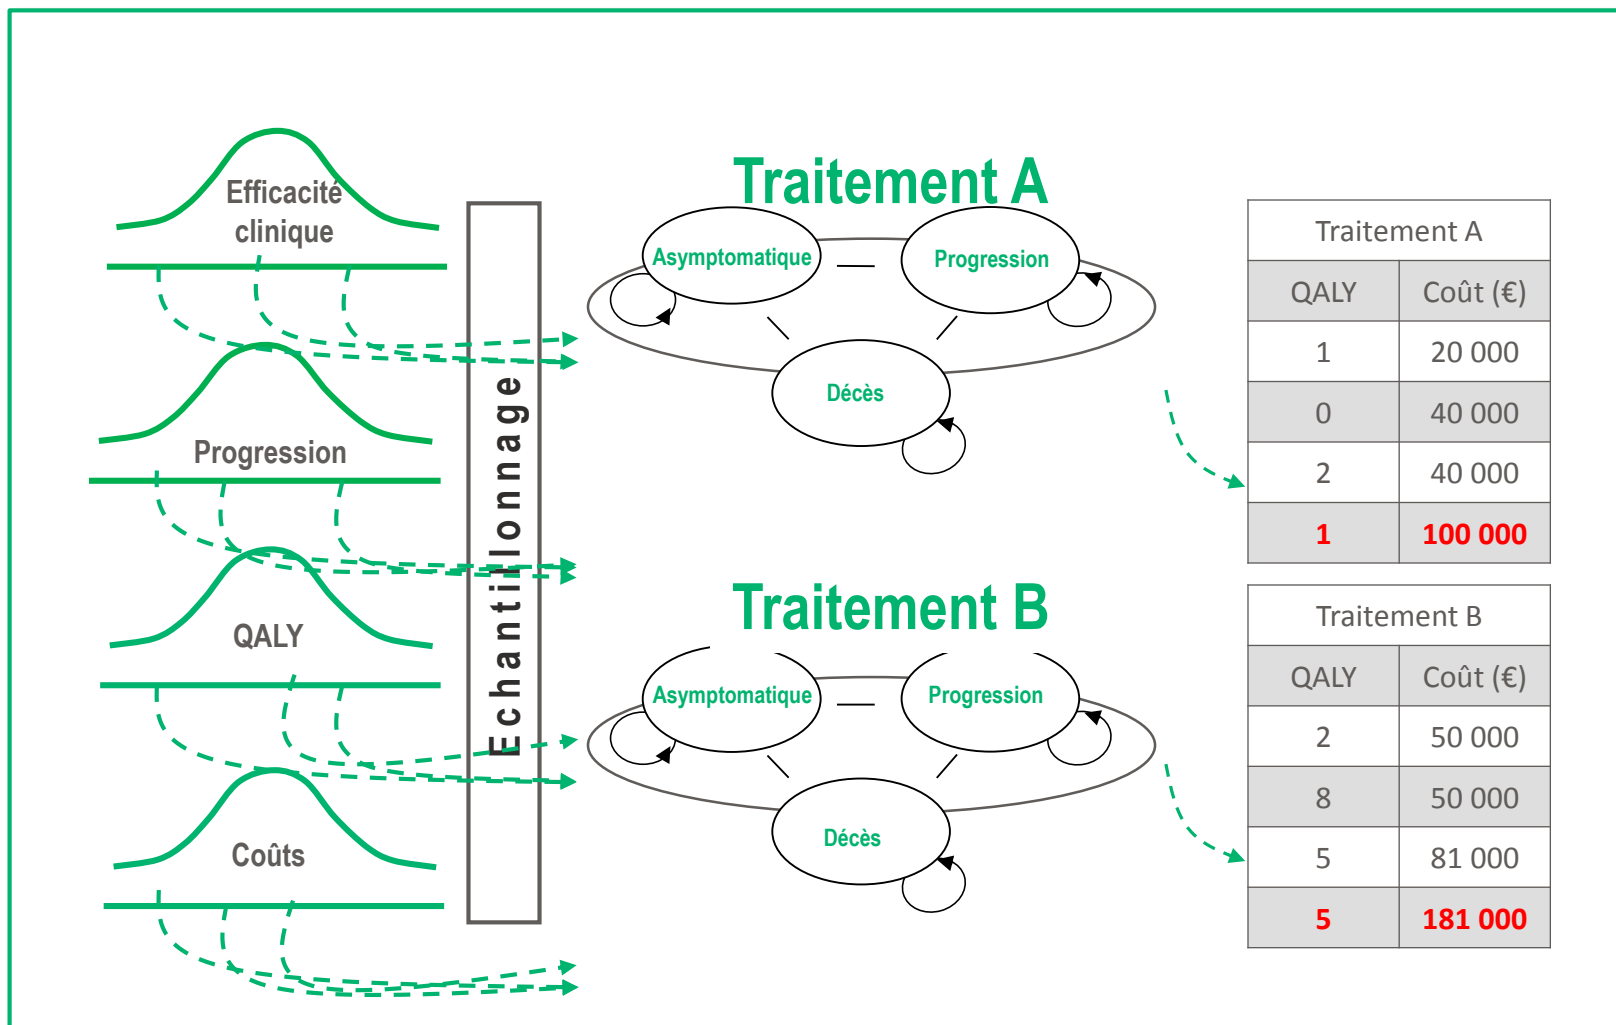 Efficacité
clinique
Progression
QALY
Coûts
Echantillonnage
Traitement A
Asymptomatique
Progression
Décès
Traitement B
Asymptomatique
Progression
Décès
Traitement A
QALY Coût (€)
1 20 000
0 40 000
2 40 000
1 100 000
Traitement B
QALY Coût (€)
2 50 000
8 50 000
5 81 000
5 181 000